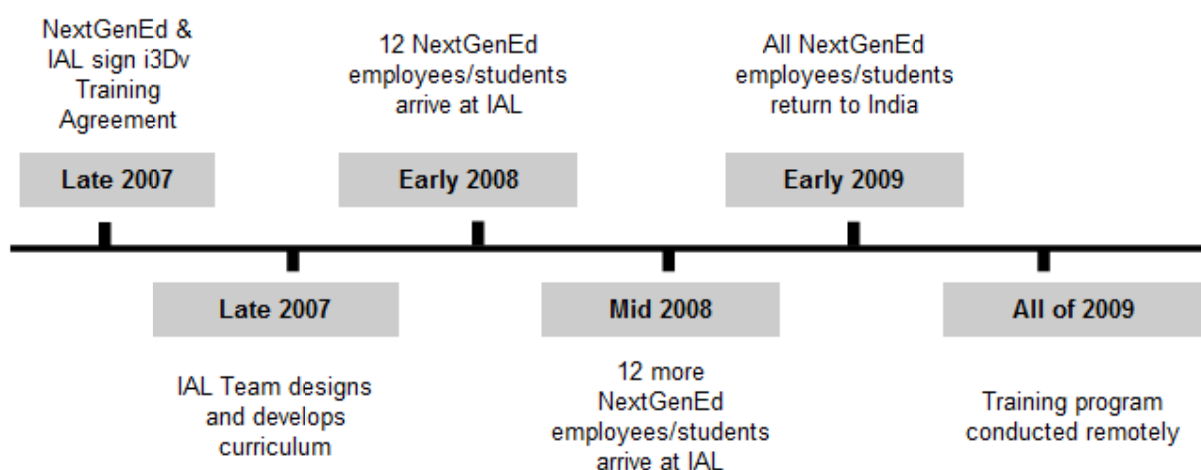 NextGenEd &
IAL sign i3Dv
Training
Agreement
Late 2007
12 NextGenEd
employees/students
arrive at IAL
Early 2008
All NextGenEd
employees/students
return to India
Early 2009
Late 2007
IAL Team designs
and develops
curriculum
Mid 2008
12 more
NextGenEd
employees/students
arrive at IAL
All of 2009
Training program
conducted remotely